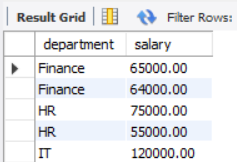 Result Grid Filter Rows:
department salary
Finance 65000.00
Finance 64000.00
HR 75000.00
HR 55000.00
IT 120000.00